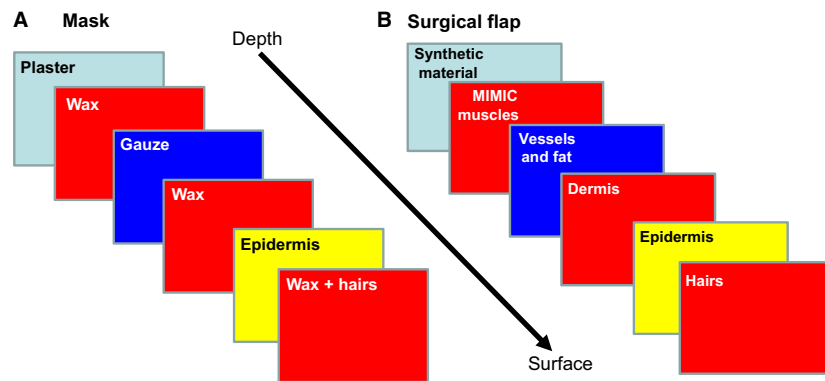 A Mask
Depth
B Surgical flap
Plaster
Wax
Gauze
Wax
Epidermis
Wax + hairs
Synthetic
material
MIMIC
muscles
Vessels
and fat
Dermis
Epidermis
Hairs
Surface